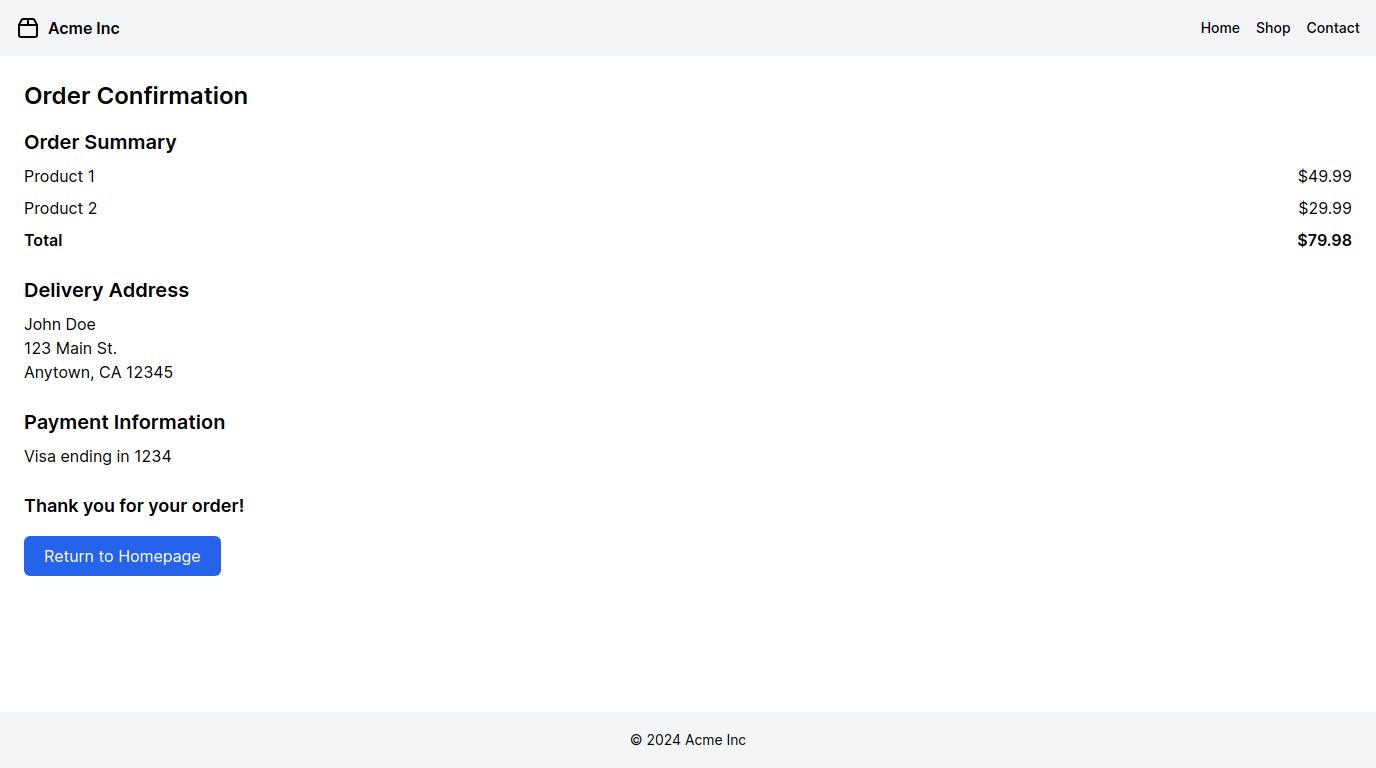 Acme Inc
Home Shop Contact
Order Confirmation
Order Summary
Product 1 $49.99
Product 2 $29.99
Total $79.98
Delivery Address
John Doe
123 Main St.
Anytown, CA 12345
Payment Information
Visa ending in 1234
Thank you for your order!
Return to Homepage
© 2024 Acme Inc